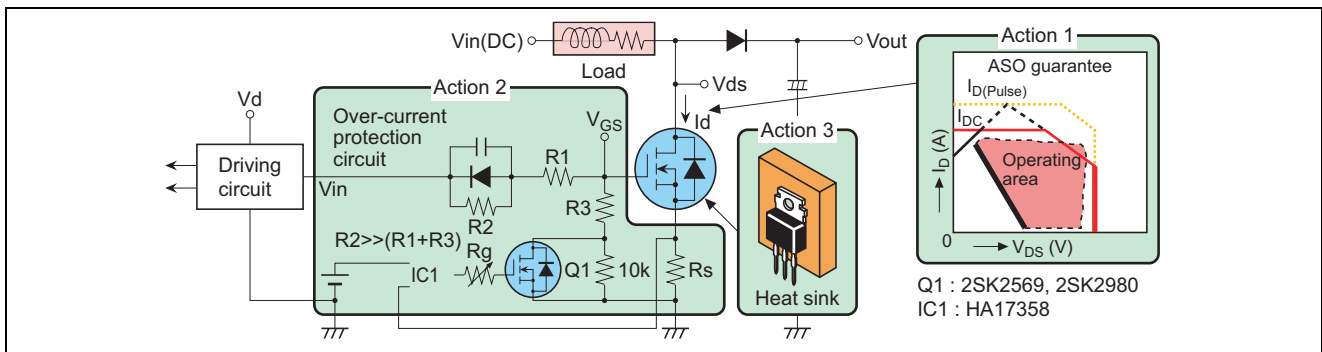 Vin(DC)
Load
Vout
Vds
Id
Action 1
ASO guarantee
ID(Pulse)
IDC
Operating
area
ID (A)
0
VDS (V)
Q1 : 2SK2569, 2SK2980
IC1 : HA17358
Action 2
Over-current
protection
circuit
Vd
Driving
circuit
Vin
VGS
R1
R2
R3
R2>>(R1+R3)
Rg
IC1
Q1
10k
Rs
Action 3
Heat sink